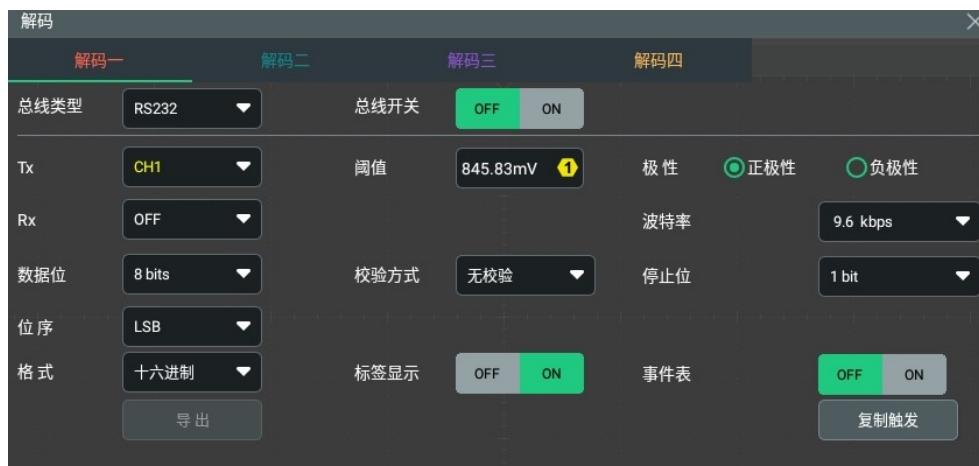 解码
解码一 解码二 解码三 解码四
总线类型 RS232 总线开关 OFF ON
Tx CH1 阈值 845.83mV 1 极性 正极性 负极性
Rx OFF 波特率 9.6 kbps
数据位 8 bits 校验方式 无校验 停止位 1 bit
位序 LSB
格式 十六进制 标签显示 OFF ON 事件表 OFF ON
导出 复制触发